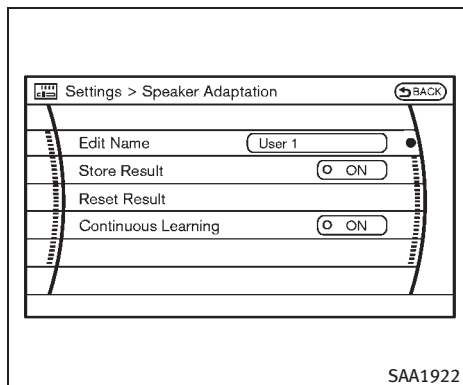 Settings > Speaker Adaptation
BACK
Edit Name
User 1
Store Result
ON
Reset Result
Continuous Learning
ON
SAA1922